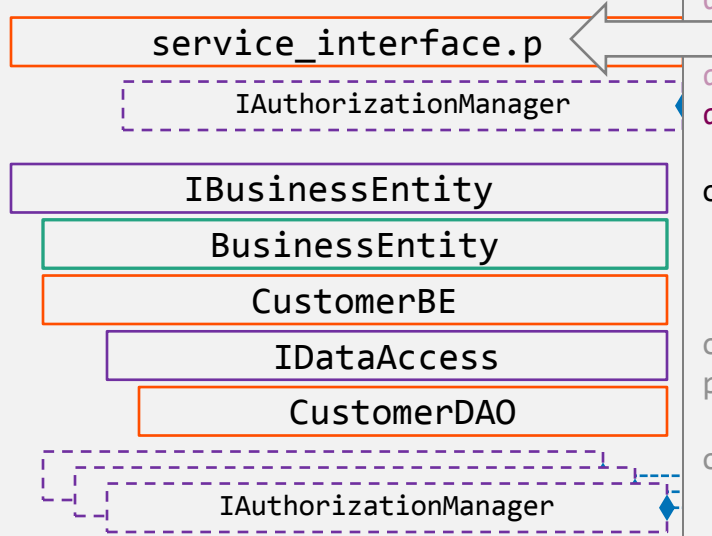 service_interface.p
IAuthorizationManager
IBusinessEntity
BusinessEntity
CustomerBE
IDataAccess
CustomerDAO
IAuthorizationManager